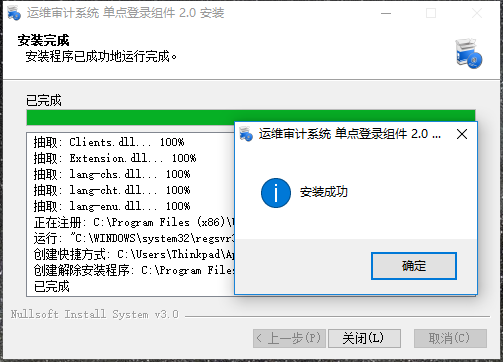 运维审计系统 单点登录组件 2.0 安装
安装完成
安装程序已成功地运行完成。
已完成
抽取: Clients.dll... 100%
抽取: Extension.dll... 100%
抽取: lang-chs.dll... 100%
抽取: lang-cht.dll... 100%
抽取: lang-enu.dll... 100%
正在注册: C:\Program Files (x86)\
运行: "C:\WINDOWS\system32\regsvr3
创建快捷方式: C:\Users\Thinkpad\Ap
创建解除安装程序: C:\Program Files
已完成
运维审计系统 单点登录组件 2.0 ...
安装成功
确定
Nullsoft Install System v3.0
< 上一步(P)
关闭(L)
取消(C)